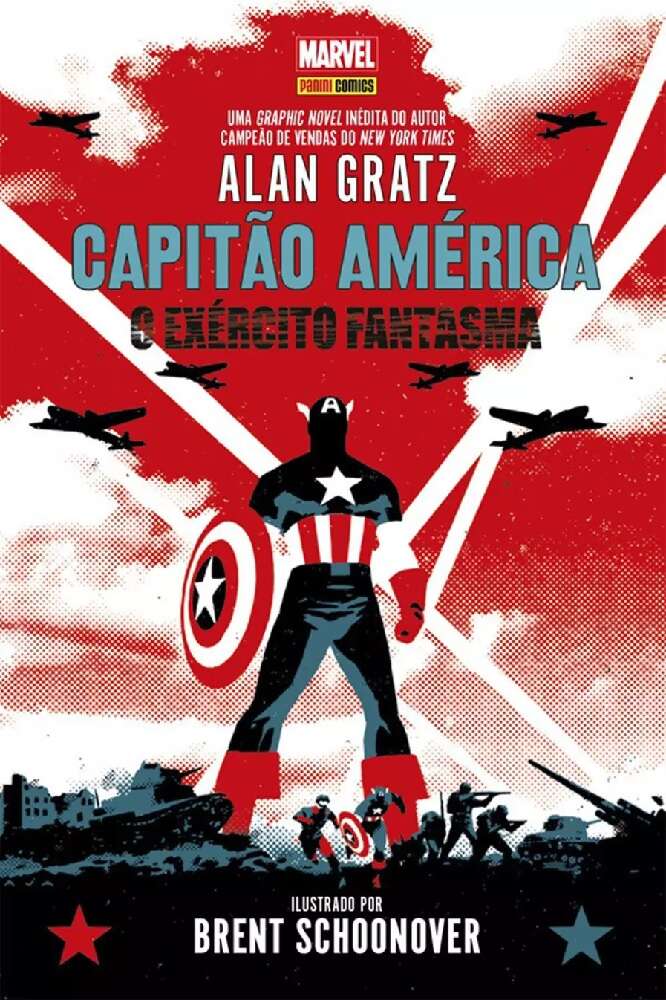 MARVEL
PANINI COMICS
UMA GRAPHIC NOVEL INÉDITA DO AUTOR
CAMPEÃO DE VENDAS DO NEW YORK TIMES
ALAN GRATZ
CAPITÃO AMÉRICA
O EXÉRCITO FANTASMA
A
ILUSTRADO POR
BRENT SCHOONOVER